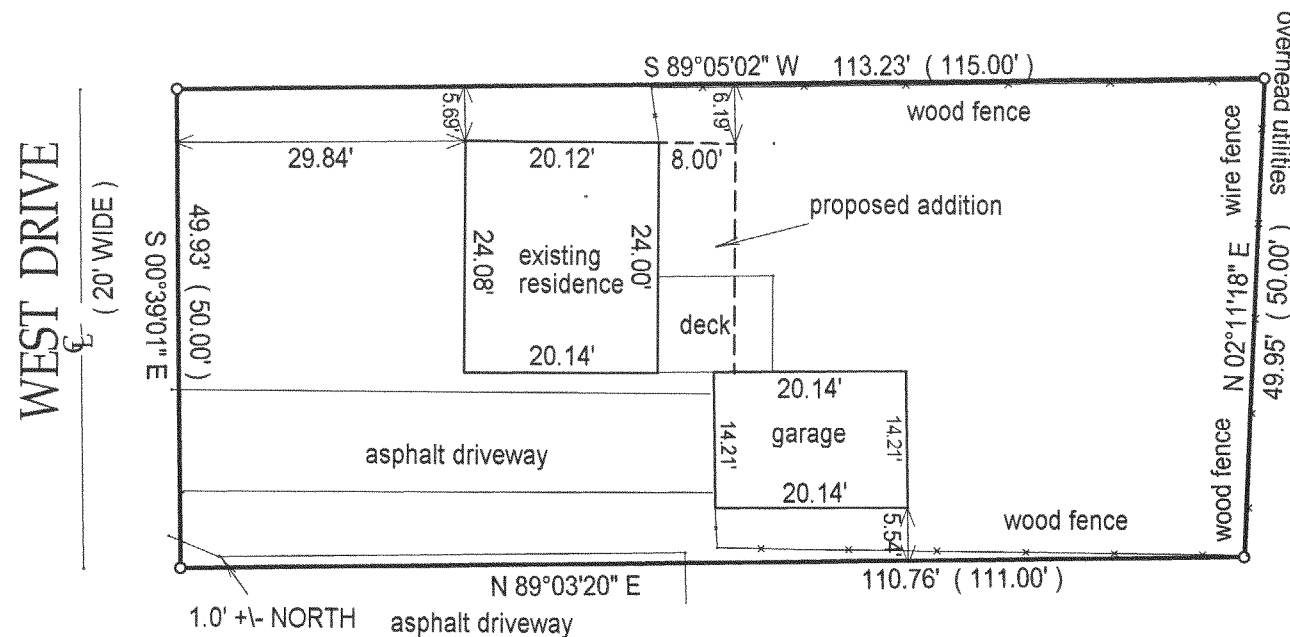 S 89°05'02" W 113.23' ( 115.00' )
overhead utilities
5.69'
6.19'
wood fence
wire fence
29.84'
20.12'
8.00'
WEST DRIVE
( 20' WIDE )
CL
S 00°39'01" E
49.93' ( 50.00' )
24.08'
existing
residence
24.00'
proposed addition
deck
20.14'
N 02°11'18" E
49.95' ( 50.00' )
20.14'
14.21'
garage
14.21'
20.14'
asphalt driveway
5.54'
wood fence
wood fence
N 89°03'20" E
110.76' ( 111.00' )
1.0' +\- NORTH
asphalt driveway